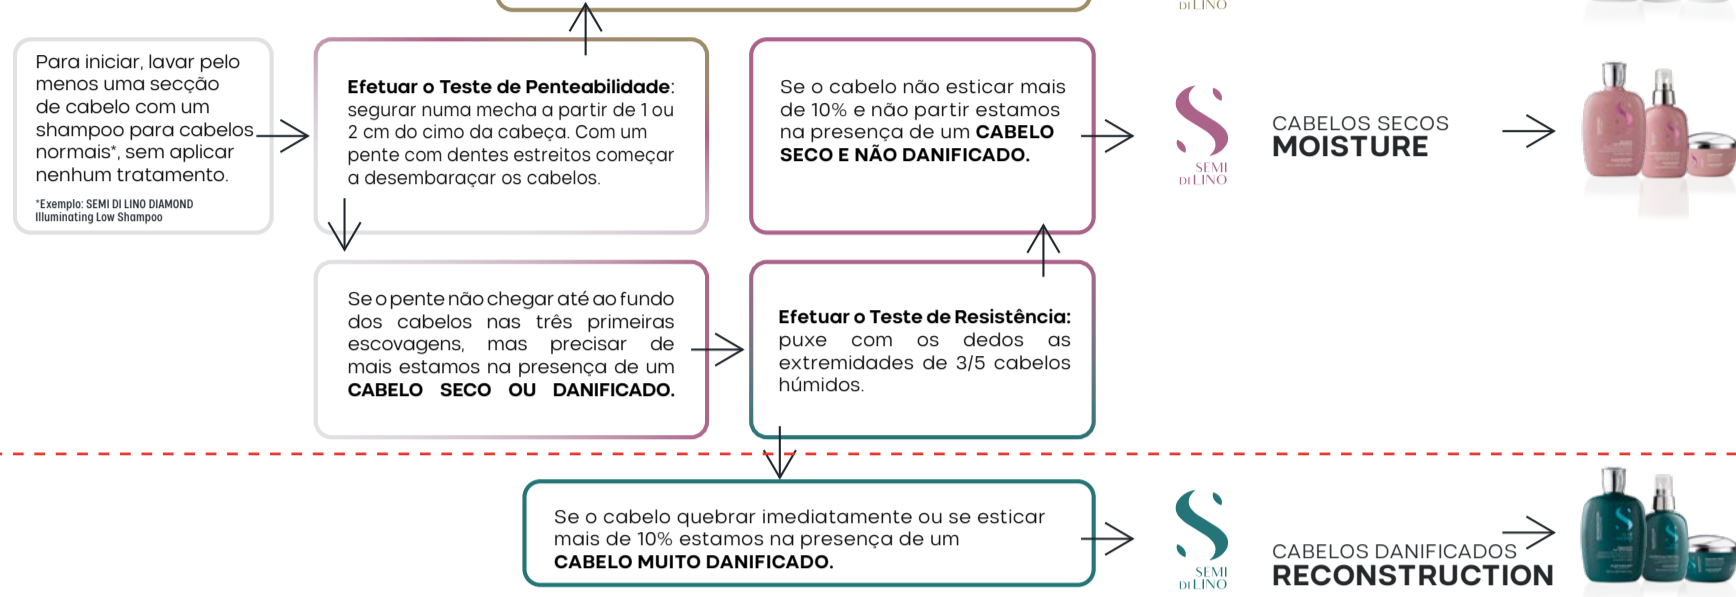 DI LINO
Para iniciar, lavar pelo
menos uma secção
de cabelo com um
shampoo para cabelos
normais*, sem aplicar
nenhum tratamento.
*Exemplo: SEMI DI LINO DIAMOND
Illuminating Low Shampoo
Efetuar o Teste de Penteabilidade:
segurar numa mecha a partir de 1 ou
2 cm do cimo da cabeça. Com um
pente com dentes estreitos começar
a desembaraçar os cabelos.
Se o cabelo não esticar mais
de 10% e não partir estamos
na presença de um CABELO
SECO E NÃO DANIFICADO.
SEMI
DI LINO
CABELOS SECOS
MOISTURE
Se o pente não chegar até ao fundo
dos cabelos nas três primeiras
escovagens, mas precisar de
mais estamos na presença de um
CABELO SECO OU DANIFICADO.
Efetuar o Teste de Resistência:
puxe com os dedos as
extremidades de 3/5 cabelos
húmidos.
Se o cabelo quebrar imediatamente ou se esticar
mais de 10% estamos na presença de um
CABELO MUITO DANIFICADO.
SEMI
DI LINO
CABELOS DANIFICADOS
RECONSTRUCTION